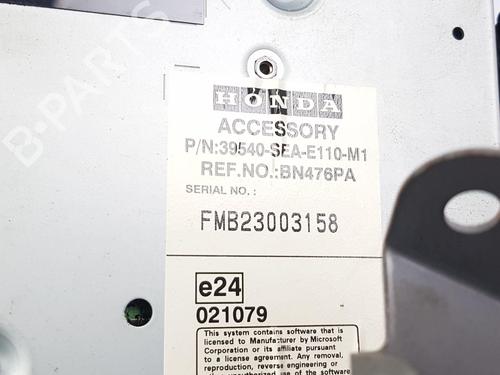 B-PARTS
HONDA
ACCESSORY
P/N:39540-SEA-E110-M1
REF.NO.:BN476PA
SERIAL NO.:
FMB23003158
e24
021079
This system contains software that is
licensed to Manufacturer by Microsoft
Corporation or its affiliate pursuant
to a license agreement. Any removal,
reproduction, reverse engineering or